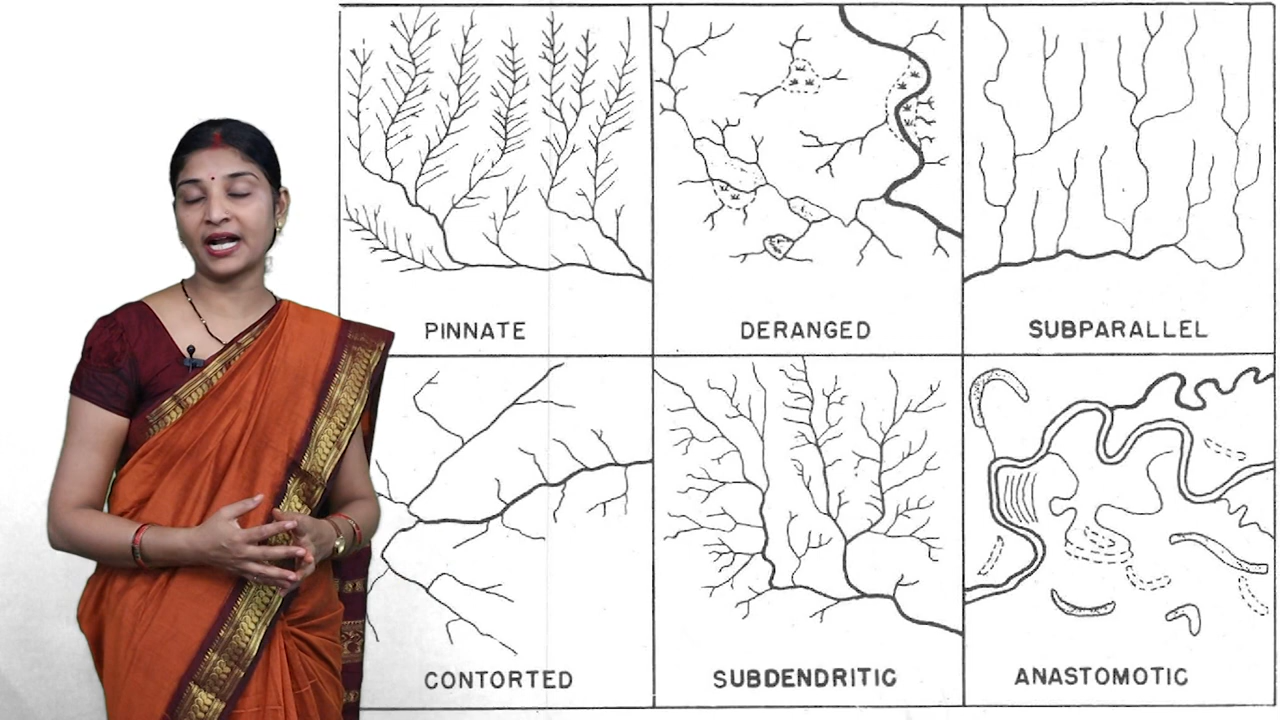 PINNATE
DERANGED
SUBPARALLEL
CONTORTED
SUBDENDRITIC
ANASTOMOTIC